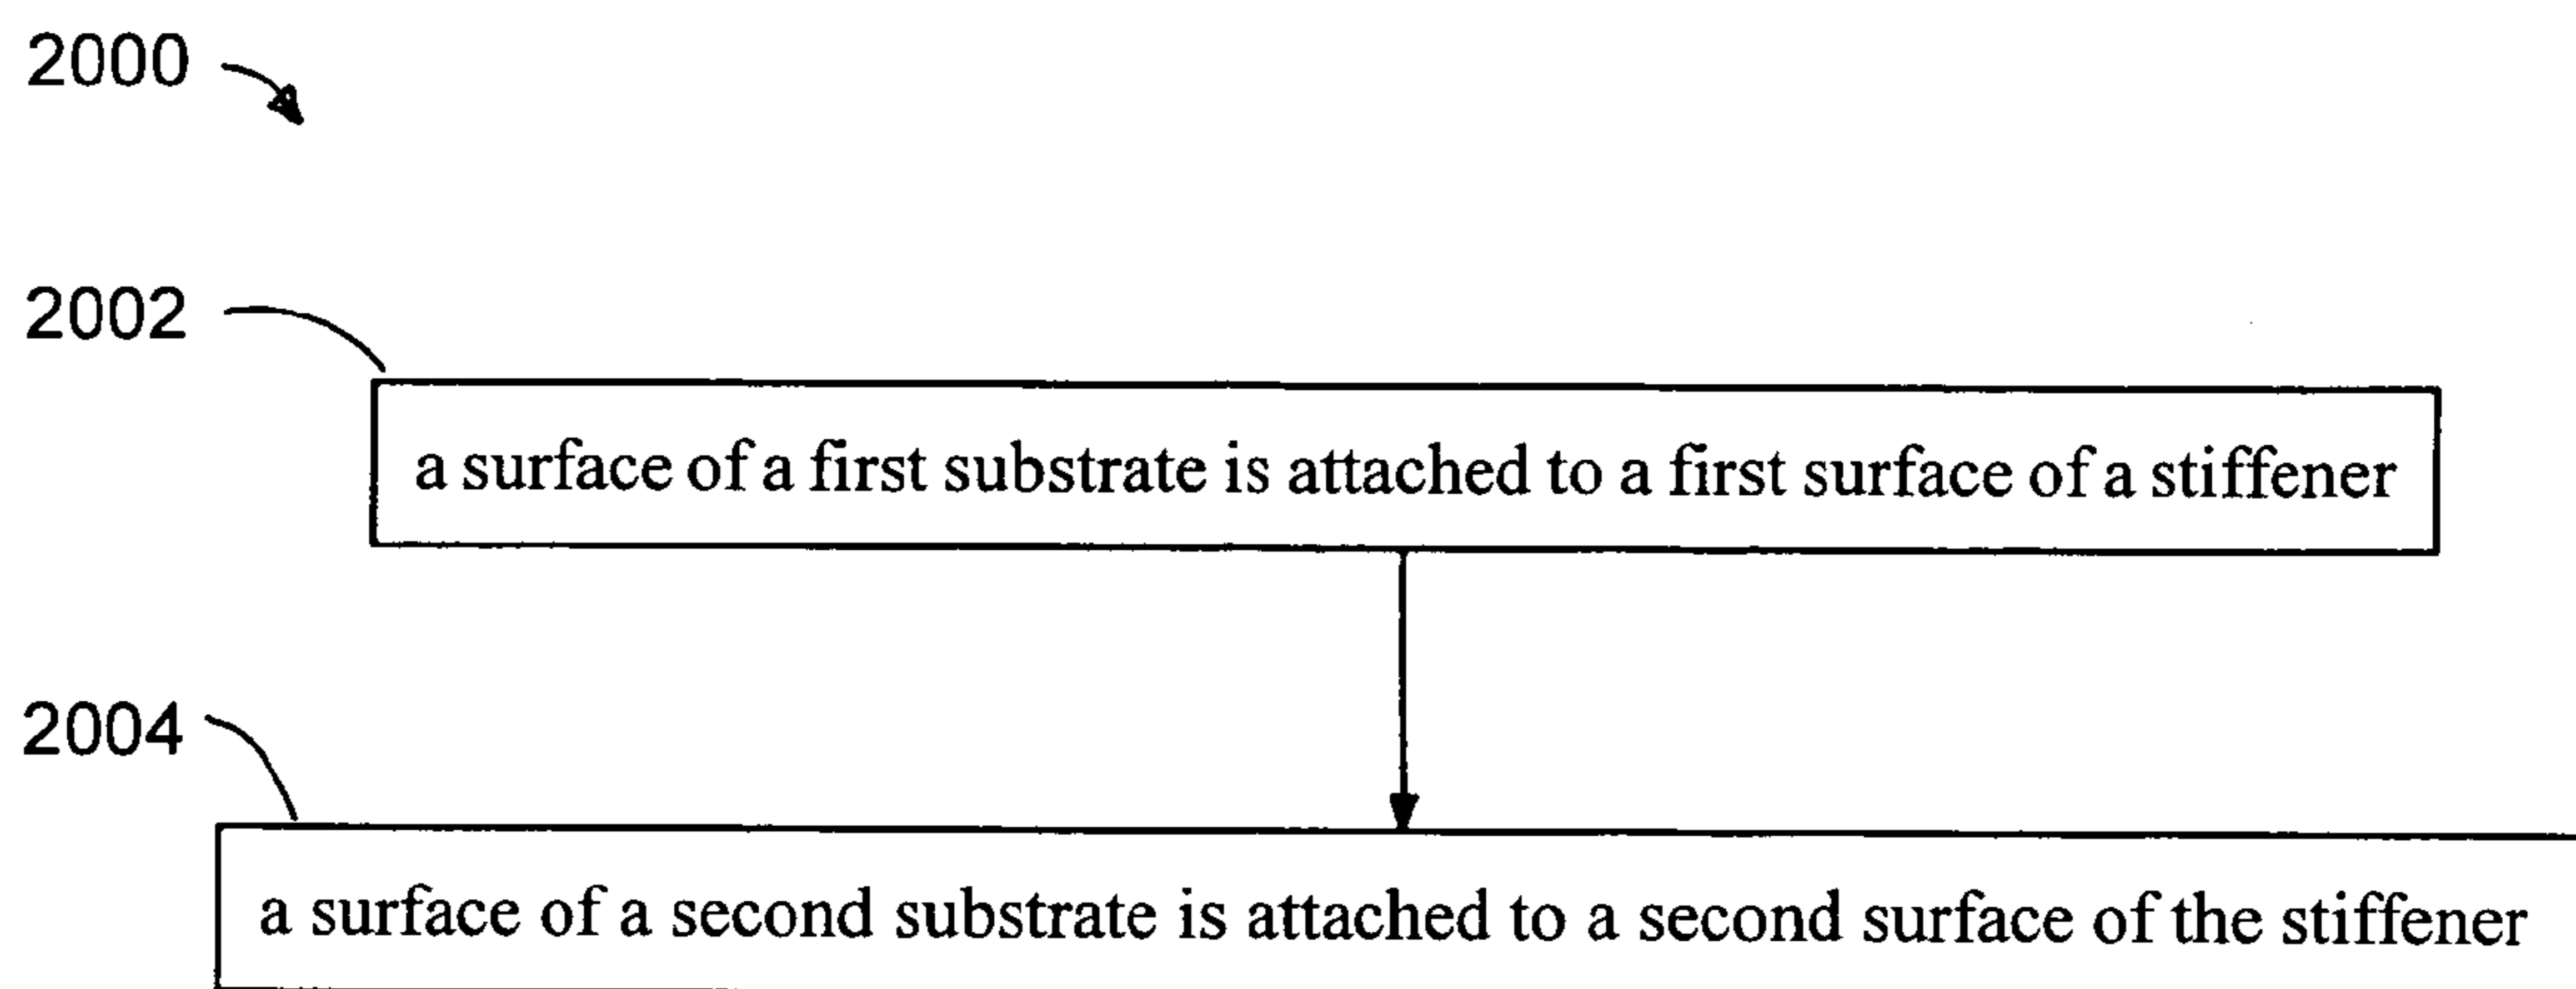 2000
2002
a surface of a first substrate is attached to a first surface of a stiffener
2004
a surface of a second substrate is attached to a second surface of the stiffener